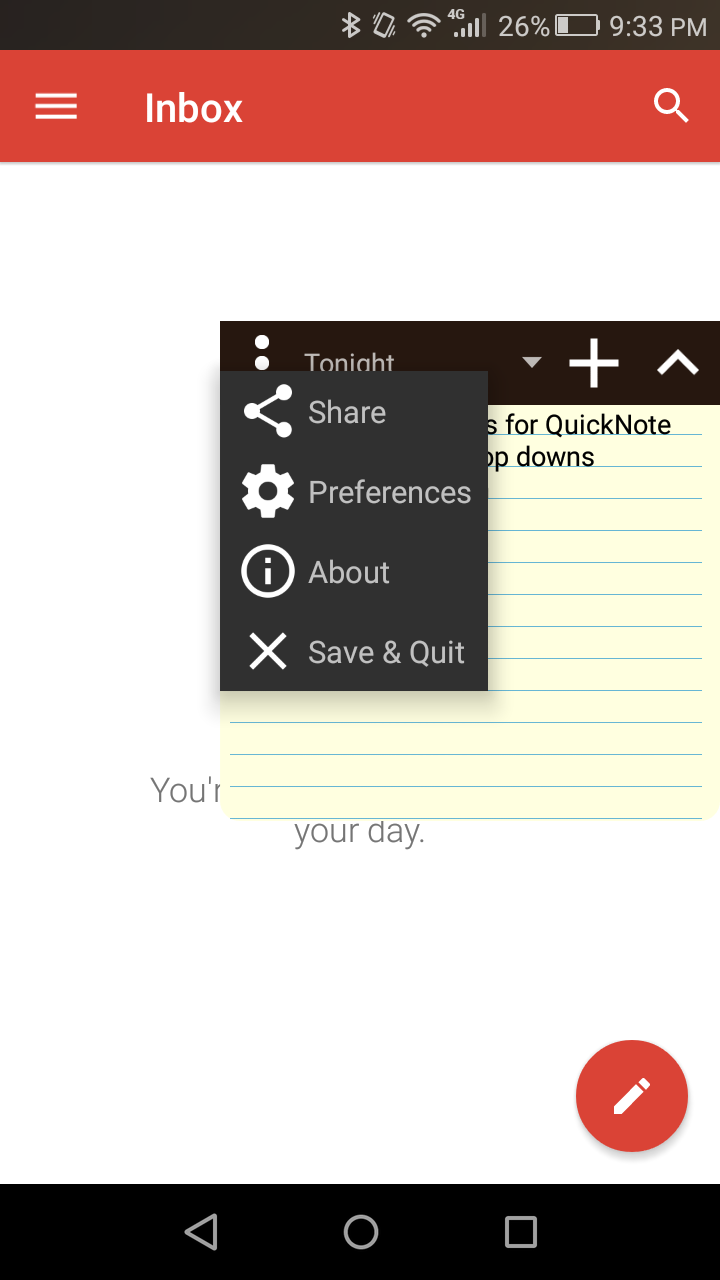 4G 26% 9:33 PM
Inbox
Tonight
Share
s for QuickNote
op downs
Preferences
About
Save & Quit
You'r
your day.